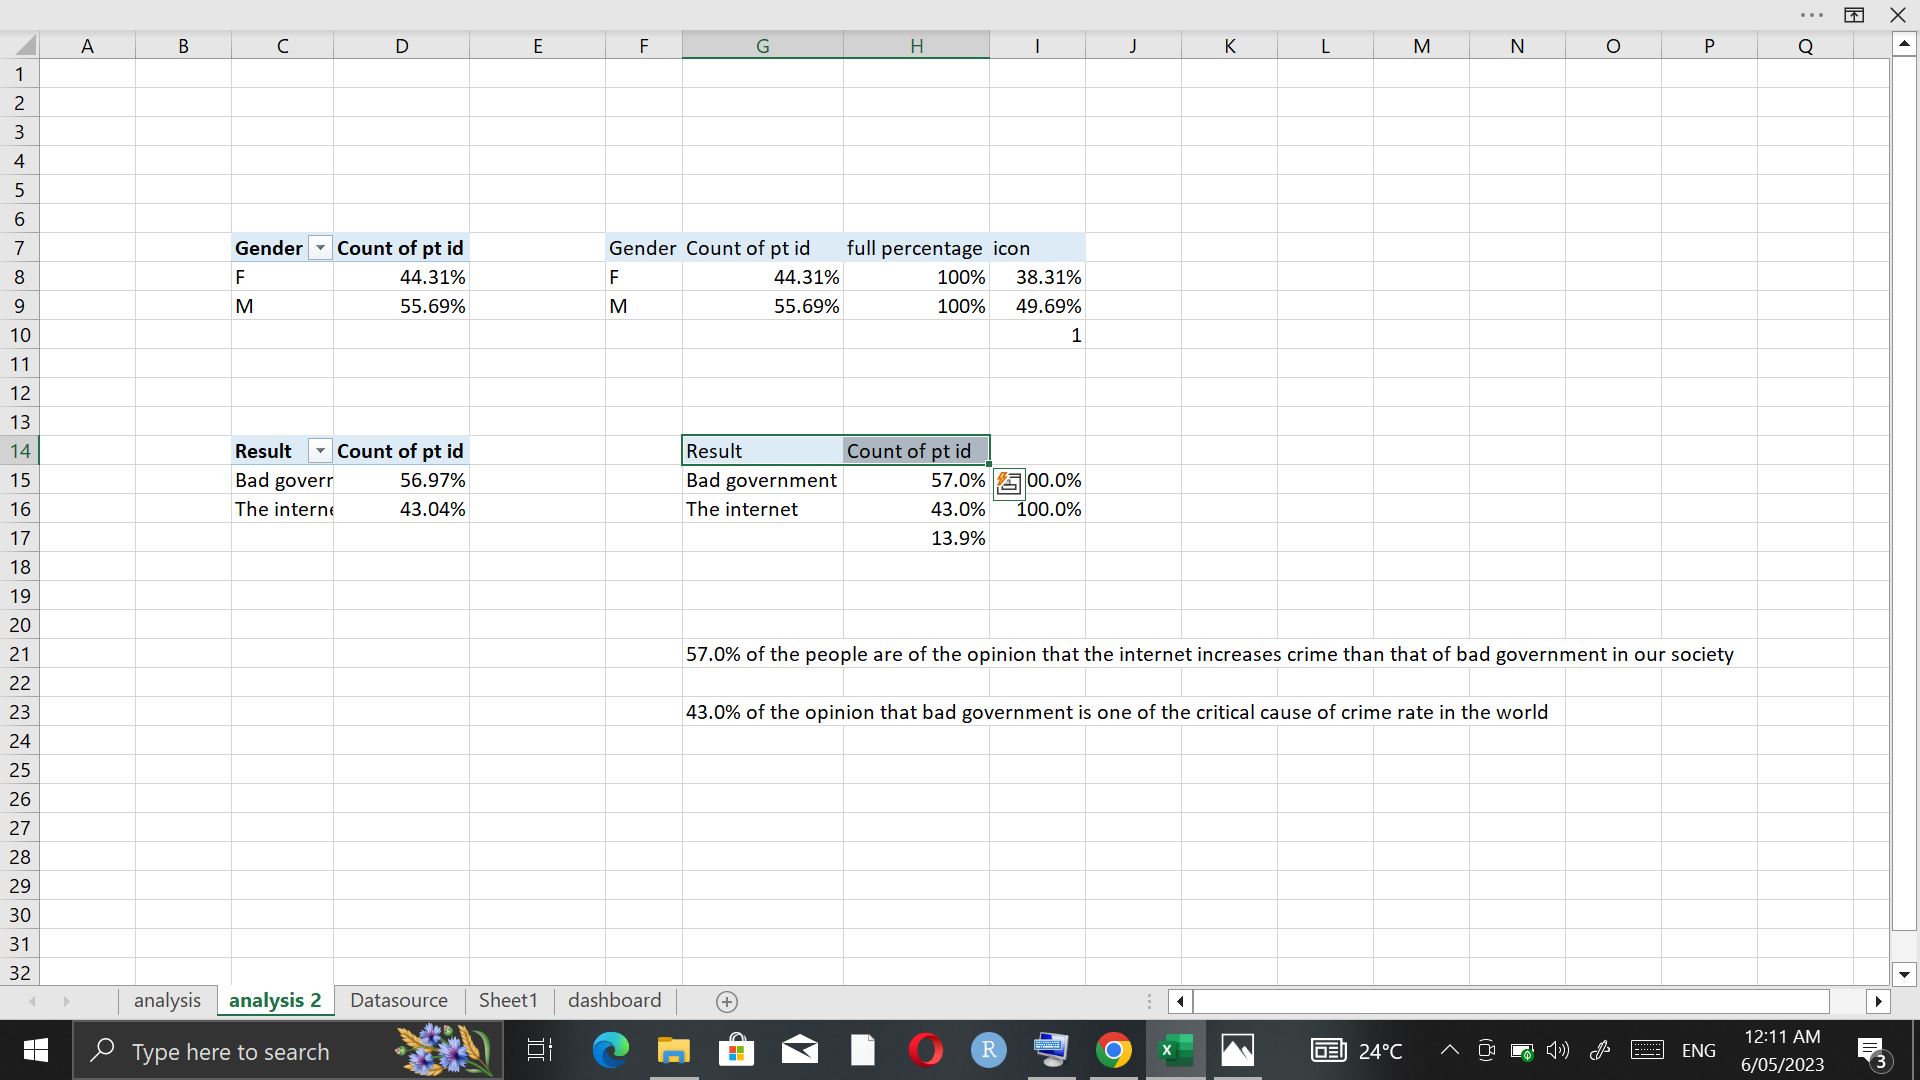 A B C D E F G H I J K L M N O P Q
1
2
3
4
5
6
7 Gender Count of pt id Gender Count of pt id full percentage icon
8 F 44.31% F 44.31% 100% 38.31%
9 M 55.69% M 55.69% 100% 49.69%
10 1
11
12
13
14 Result Count of pt id Result Count of pt id
15 Bad goverr 56.97% Bad government 57.0% 00.0%
16 The interne 43.04% The internet 43.0% 100.0%
17 13.9%
18
19
20
21 57.0% of the people are of the opinion that the internet increases crime than that of bad government in our society
22
23 43.0% of the opinion that bad government is one of the critical cause of crime rate in the world
24
25
26
27
28
29
30
31
32
analysis analysis 2 Datasource Sheet1 dashboard
Type here to search R X 24°C ENG 12:11 AM 3
6/05/2023